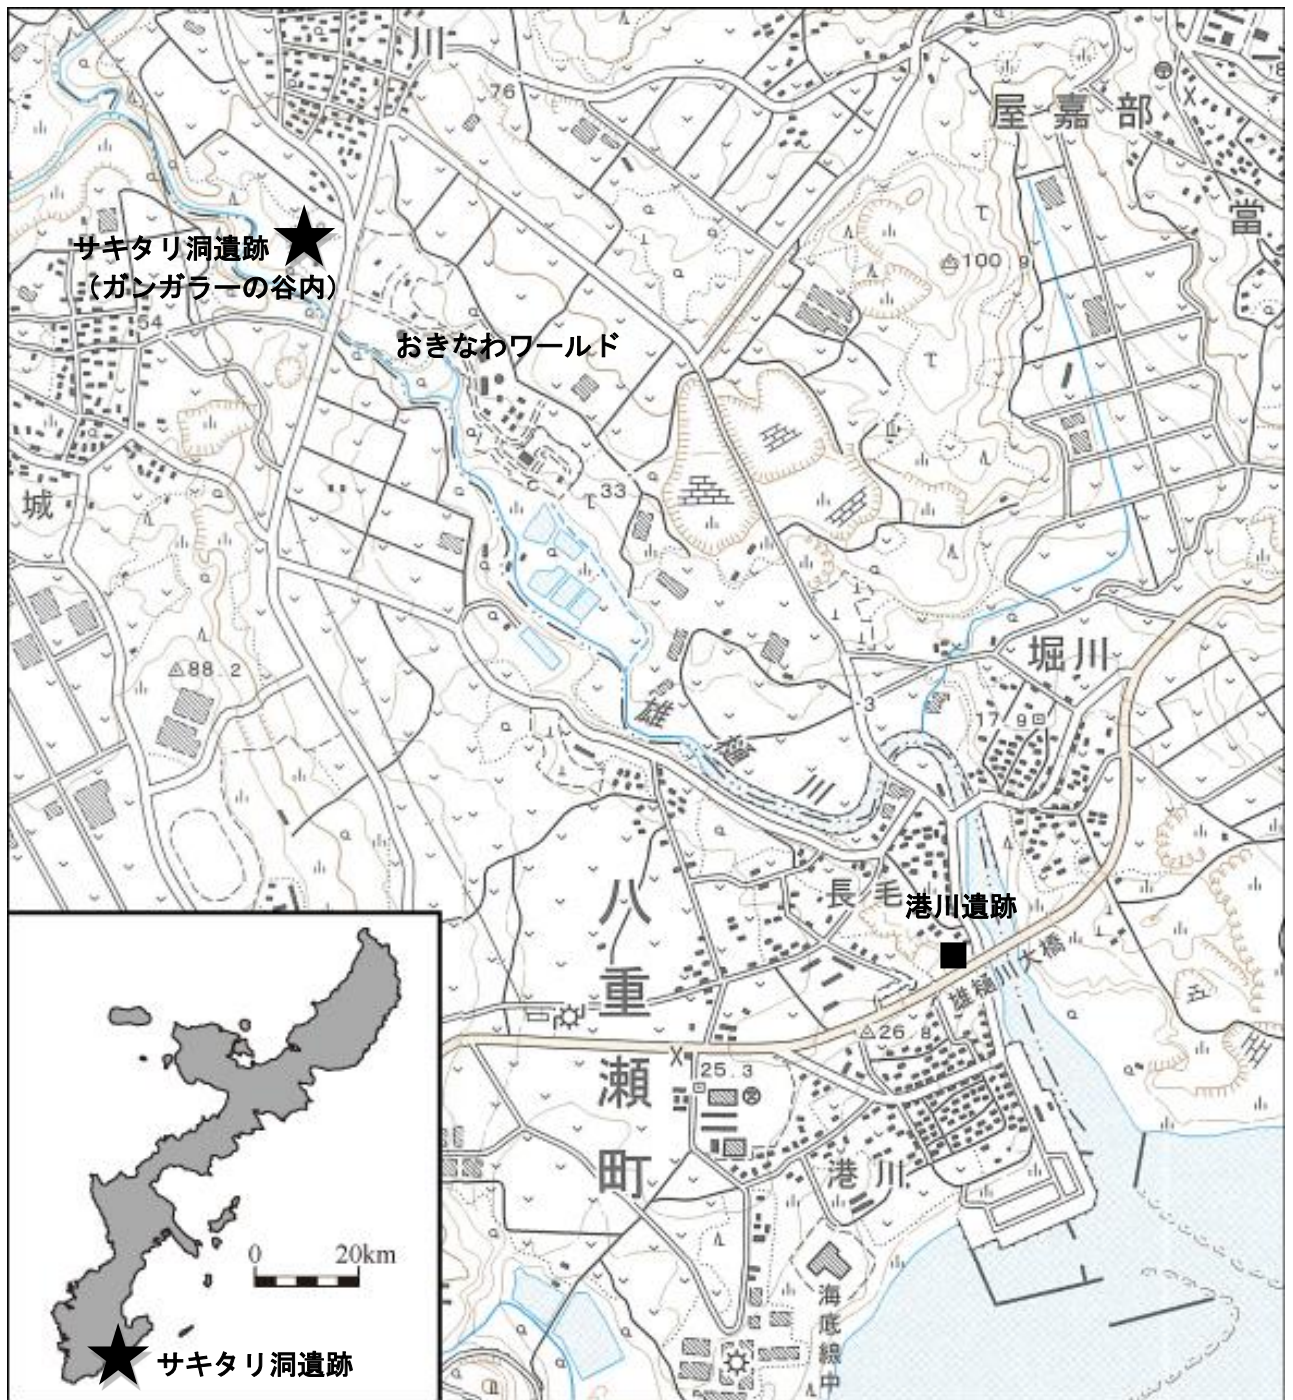 川
76
屋嘉部
當
100.9
サキタリ洞遺跡
(ガンガラーの谷内)
54
おきなわワールド
城
33
88.2
堀川
17.9
3
雄樋川
八重瀬町
長毛
港川遺跡
雄樋川大橋
26.8
25.3
港川
海底線中
0 20km
サキタリ洞遺跡